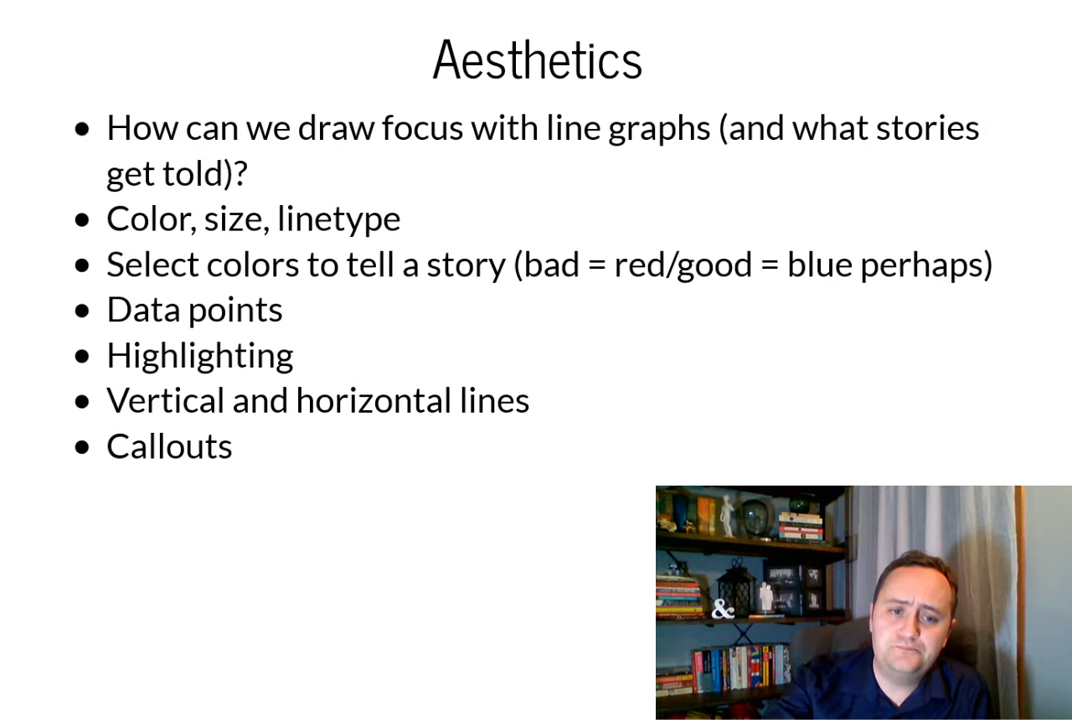 Aesthetics
• How can we draw focus with line graphs (and what stories
get told)?
• Color, size, linetype
• Select colors to tell a story (bad = red/good = blue perhaps)
• Data points
• Highlighting
• Vertical and horizontal lines
• Callouts
&